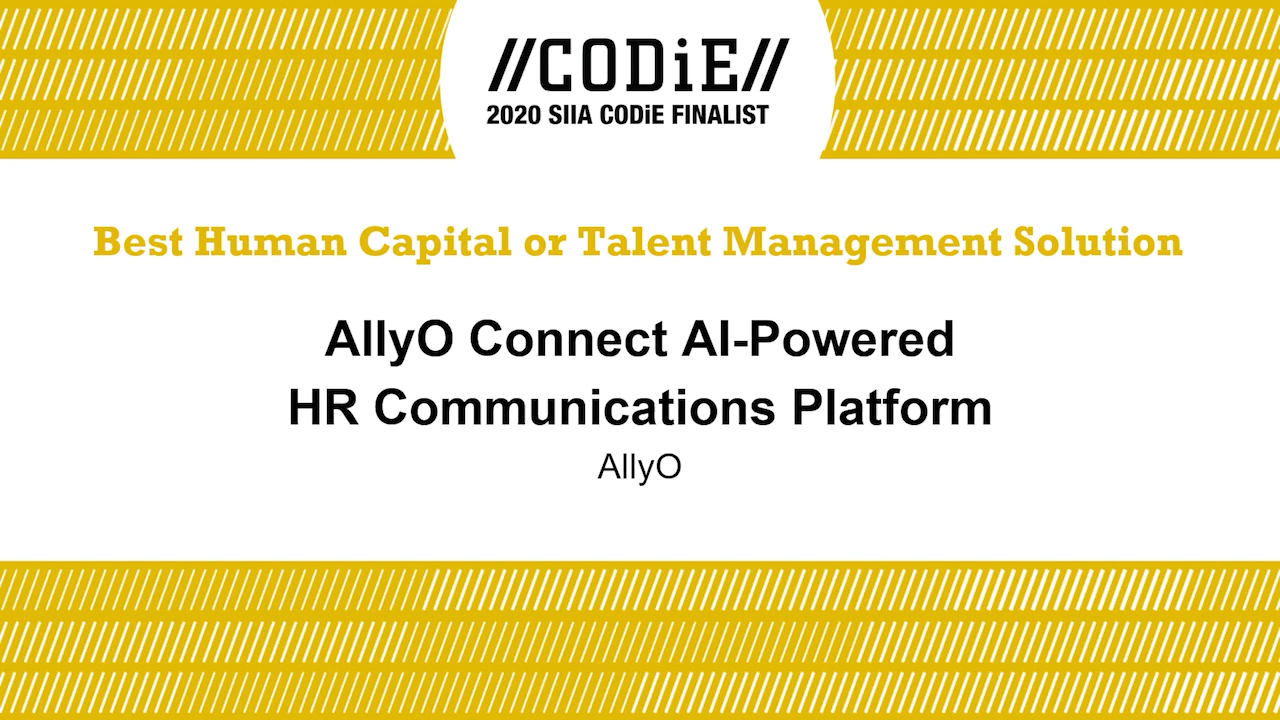 //CODiE//
2020 SIIA CODiE FINALIST
Best Human Capital or Talent Management Solution
AllyO Connect AI-Powered
HR Communications Platform
AllyO